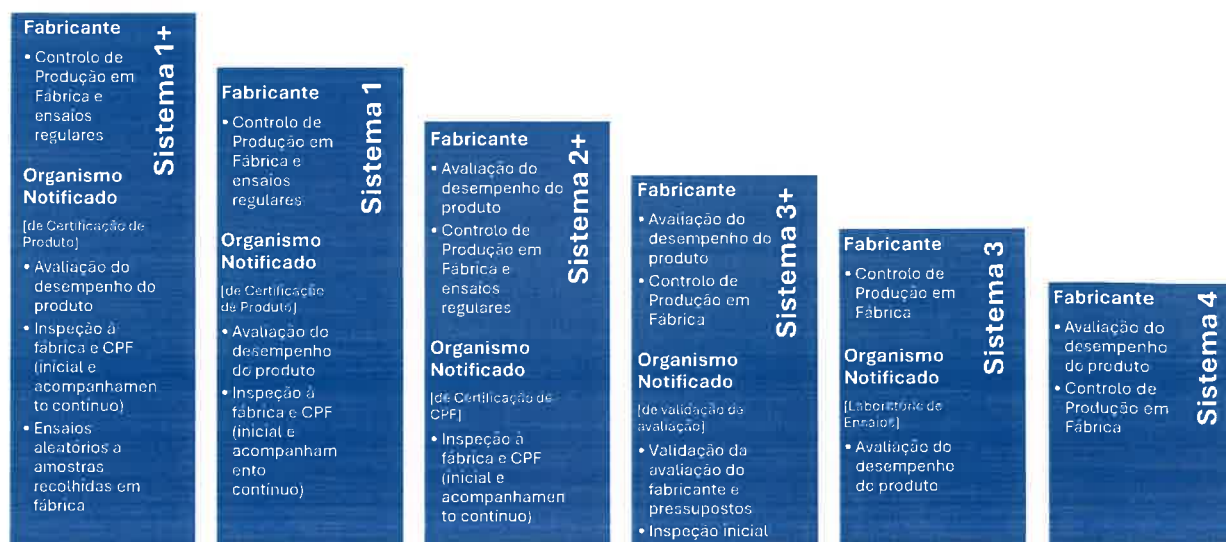 Sistema 1+
Fabricante
• Controlo de
Produção em
Fábrica e
ensaios
regulares
Organismo
Notificado
[de Certificação de
Produto]
• Avaliação do
desempenho do
produto
• Inspeção à
fábrica e CPF
(inicial e
acompanhamen
to contínuo)
• Ensaios
aleatórios a
amostras
recolhidas em
fábrica
Sistema 1
Fabricante
• Controlo de
Produção em
Fábrica e
ensaios
regulares
Organismo
Notificado
[de Certificação
de Produto]
• Avaliação do
desempenho
do produto
• Inspeção à
fábrica e CPF
(inicial e
acompanham
ento
contínuo)
Sistema 2+
Fabricante
• Avaliação do
desempenho do
produto
• Controlo de
Produção em
Fábrica e
ensaios
regulares
Organismo
Notificado
[de Certificação de
CPF]
• Inspeção à
fábrica e CPF
(inicial e
acompanhamen
to contínuo)
Sistema 3+
Fabricante
• Avaliação do
desempenho do
produto
• Controlo de
Produção em
Fábrica
Organismo
Notificado
[de validação da
avaliação]
• Validação da
avaliação do
fabricante e
pressupostos
• Inspeção inicial
Sistema 3
Fabricante
• Controlo de
Produção em
Fábrica
Organismo
Notificado
[Laboratório de
Ensaios]
• Avaliação do
desempenho
do produto
Sistema 4
Fabricante
• Avaliação do
desempenho
do produto
• Controlo de
Produção em
Fábrica